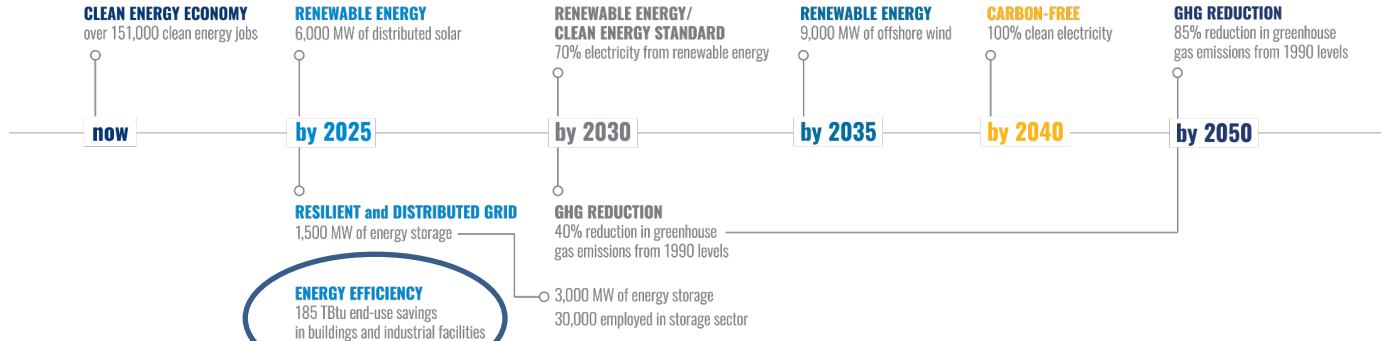 CLEAN ENERGY ECONOMY
over 151,000 clean energy jobs
RENEWABLE ENERGY
6,000 MW of distributed solar
RENEWABLE ENERGY/
CLEAN ENERGY STANDARD
70% electricity from renewable energy
RENEWABLE ENERGY
9,000 MW of offshore wind
CARBON-FREE
100% clean electricity
GHG REDUCTION
85% reduction in greenhouse
gas emissions from 1990 levels
now
by 2025
by 2030
by 2035
by 2040
by 2050
RESILIENT and DISTRIBUTED GRID
1,500 MW of energy storage
GHG REDUCTION
40% reduction in greenhouse
gas emissions from 1990 levels
ENERGY EFFICIENCY
185 TBtu end-use savings
in buildings and industrial facilities
3,000 MW of energy storage
30,000 employed in storage sector